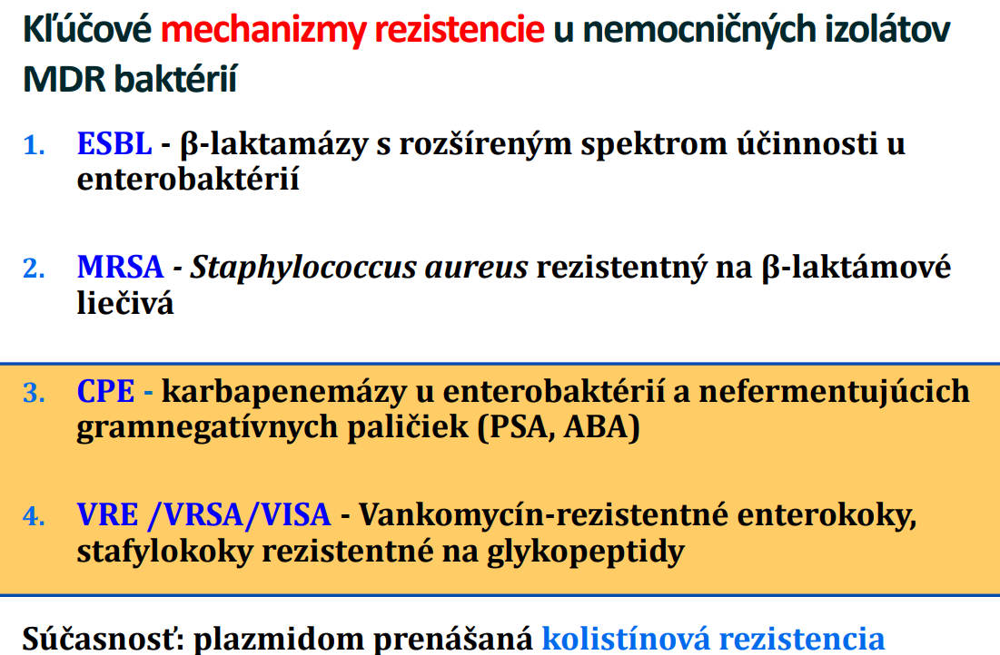 Kľúčové mechanizmy rezistencie u nemocničných izolátov
MDR baktérií
1. ESBL - β-laktamázy s rozšíreným spektrom účinnosti u
enterobaktérií
2. MRSA - Staphylococcus aureus rezistentný na β-laktámové
liečivá
3. CPE - karbapenemázy u enterobaktérií a nefermentujúcich
gramnegatívnych paličiek (PSA, ABA)
4. VRE /VRSA/VISA - Vankomycín-rezistentné enterokoky,
stafylokoky rezistentné na glykopeptidy
Súčasnosť: plazmidom prenášaná kolistínová rezistencia